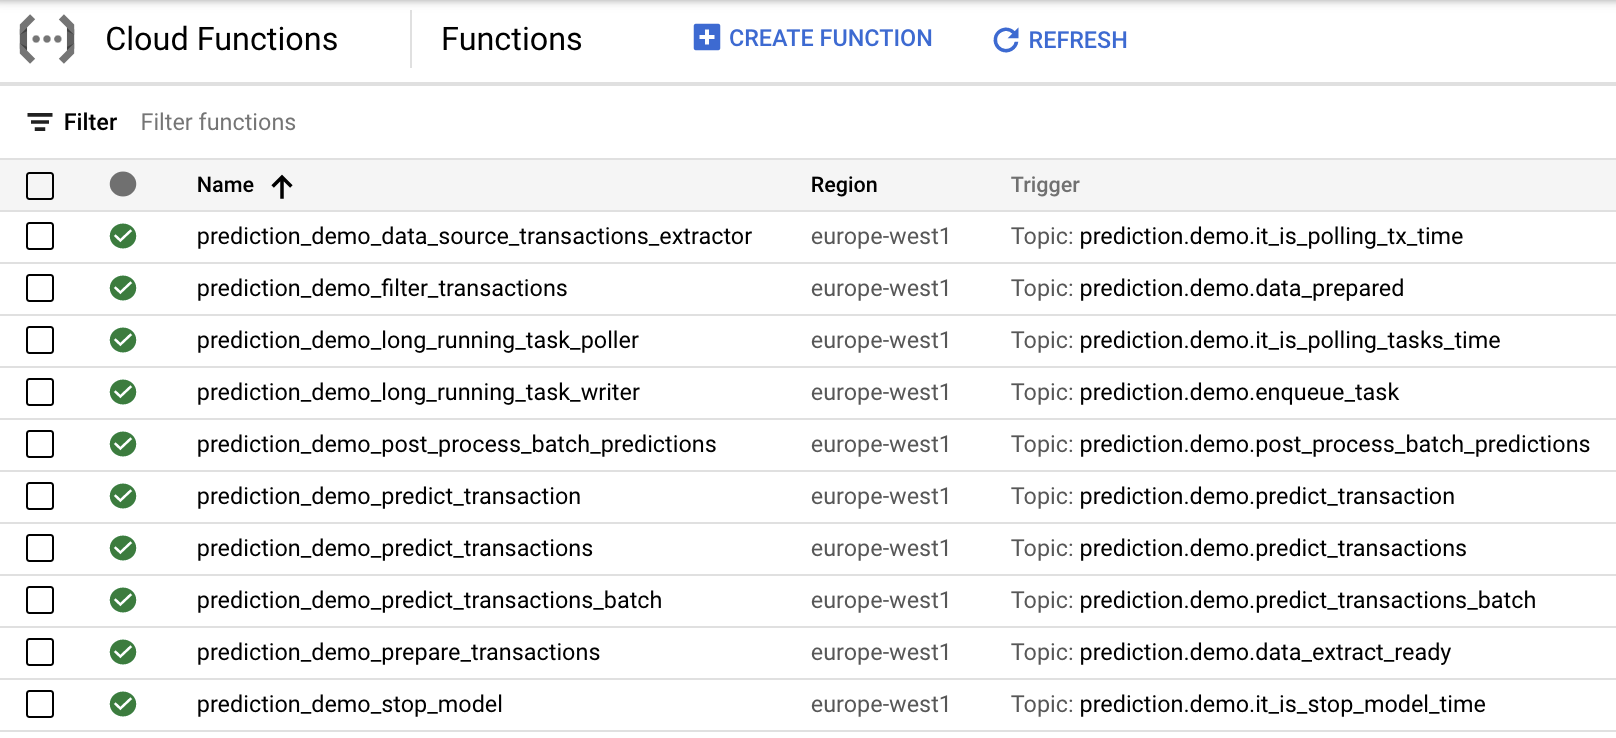 Cloud Functions Functions CREATE FUNCTION REFRESH
Filter Filter functions
Name Region Trigger
prediction_demo_data_source_transactions_extractor europe-west1 Topic: prediction.demo.it_is_polling_tx_time
prediction_demo_filter_transactions europe-west1 Topic: prediction.demo.data_prepared
prediction_demo_long_running_task_poller europe-west1 Topic: prediction.demo.it_is_polling_tasks_time
prediction_demo_long_running_task_writer europe-west1 Topic: prediction.demo.enqueue_task
prediction_demo_post_process_batch_predictions europe-west1 Topic: prediction.demo.post_process_batch_predictions
prediction_demo_predict_transaction europe-west1 Topic: prediction.demo.predict_transaction
prediction_demo_predict_transactions europe-west1 Topic: prediction.demo.predict_transactions
prediction_demo_predict_transactions_batch europe-west1 Topic: prediction.demo.predict_transactions_batch
prediction_demo_prepare_transactions europe-west1 Topic: prediction.demo.data_extract_ready
prediction_demo_stop_model europe-west1 Topic: prediction.demo.it_is_stop_model_time